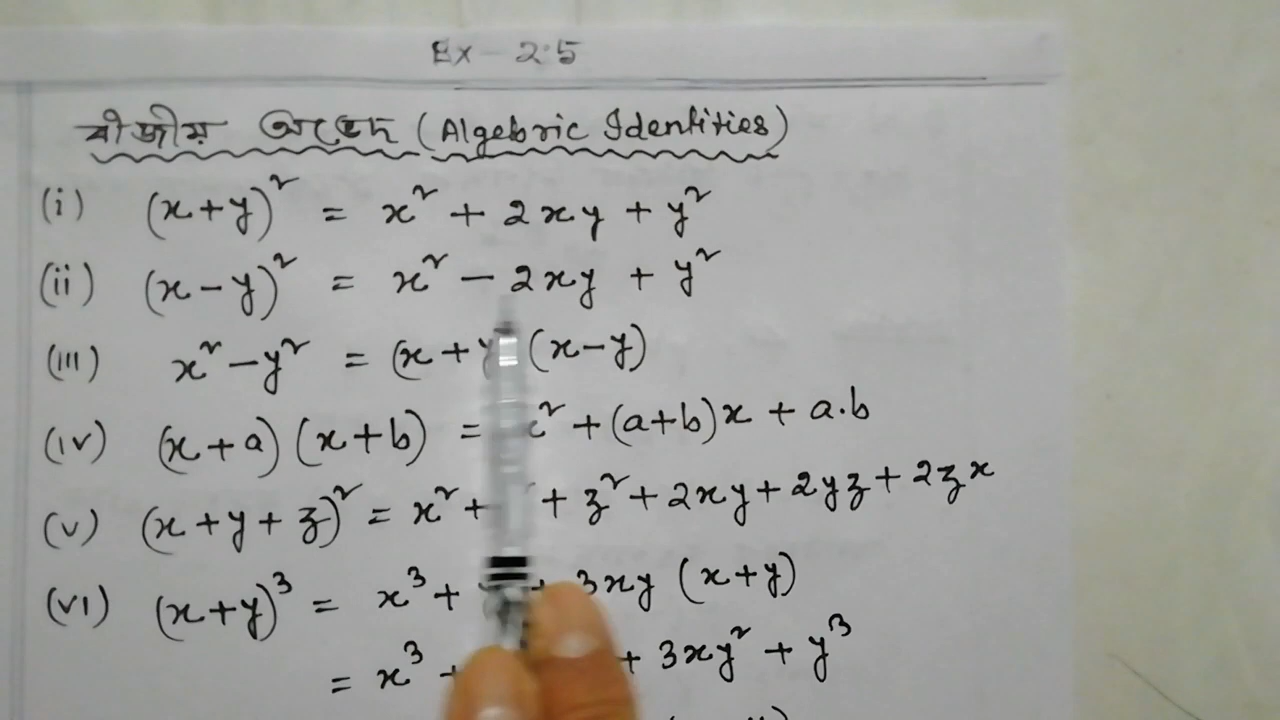 Ex - 2.5
বীজীয় অভেদ (Algebric Identities)
(i) (x+y)² = x² + 2xy + y²
(ii) (x-y)² = x² - 2xy + y²
(iii) x² - y² = (x+y) (x-y)
(iv) (x+a) (x+b) = x² + (a+b)x + a.b
(v) (x+y+z)² = x² + + z² + 2xy + 2yz + 2zx
(vi) (x+y)³ = x³ + + 3xy (x+y)
= x³ + + 3xy² + y³